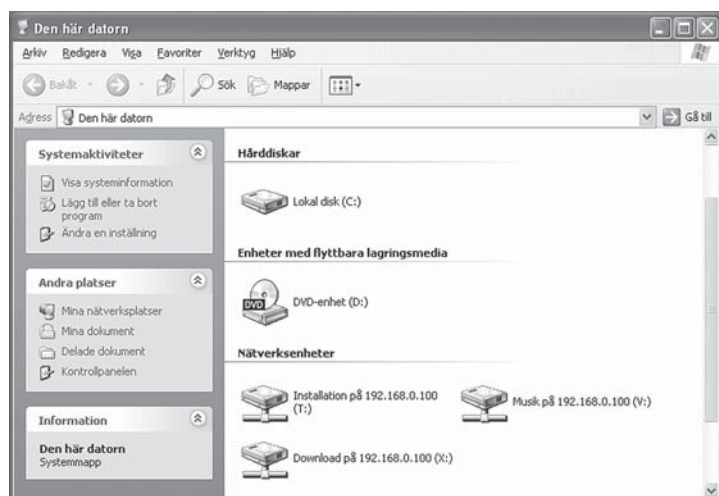 Den här datorn
Arkiv Redigera Visa Favoriter Verktyg Hjälp
Bakåt Sök Mappar
Adress Den här datorn Gå till
Systemaktiviteter
Visa systeminformation
Lägg till eller ta bort
program
Ändra en inställning
Andra platser
Mina nätverksplatser
Mina dokument
Delade dokument
Kontrollpanelen
Information
Den här datorn
Systemmapp
Hårddiskar
Lokal disk (C:)
Enheter med flyttbara lagringsmedia
DVD
DVD-enhet (D:)
Nätverksenheter
Installation på 192.168.0.100
(T:)
Musik på 192.168.0.100 (V:)
Download på 192.168.0.100 (X:)